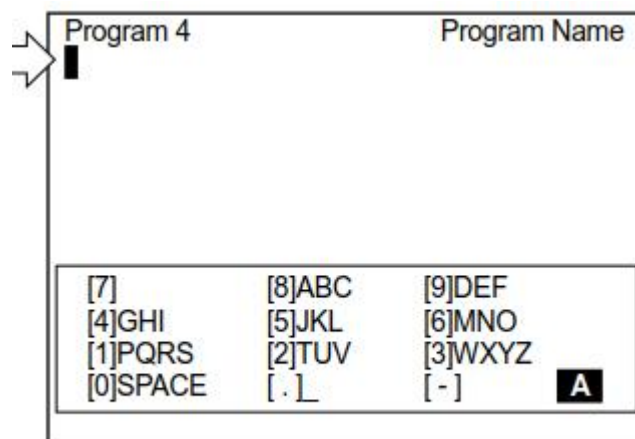 Program 4 Program Name
[7] [8]ABC [9]DEF
[4]GHI [5]JKL [6]MNO
[1]PQRS [2]TUV [3]WXYZ
[0]SPACE [ . ]_ [ - ] A